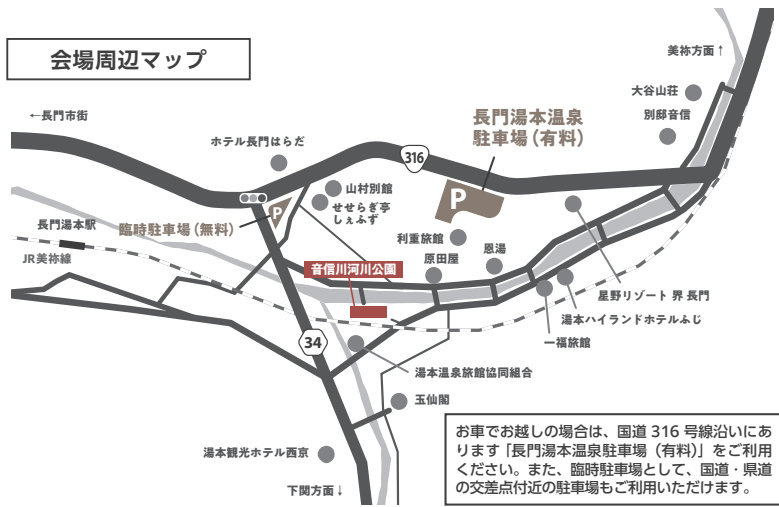 会場周辺マップ
美祢方面↑
大谷山荘
別邸音信
←長門市街
長門湯本温泉
駐車場(有料)
ホテル長門はらだ
316
山村別館
せせらぎ亭
しぇふず
P
P
臨時駐車場(無料)
長門湯本駅
利重旅館
恩湯
原田屋
JR美祢線
音信川河川公園
星野リゾート 界 長門
湯本ハイランドホテルふじ
一福旅館
34
湯本温泉旅館協同組合
玉仙閣
湯本観光ホテル西京
下関方面↓
お車でお越しの場合は、国道 316 号線沿いにあ
ります「長門湯本温泉駐車場（有料）」をご利用
ください。また、臨時駐車場として、国道・県道
の交差点付近の駐車場もご利用いただけます。